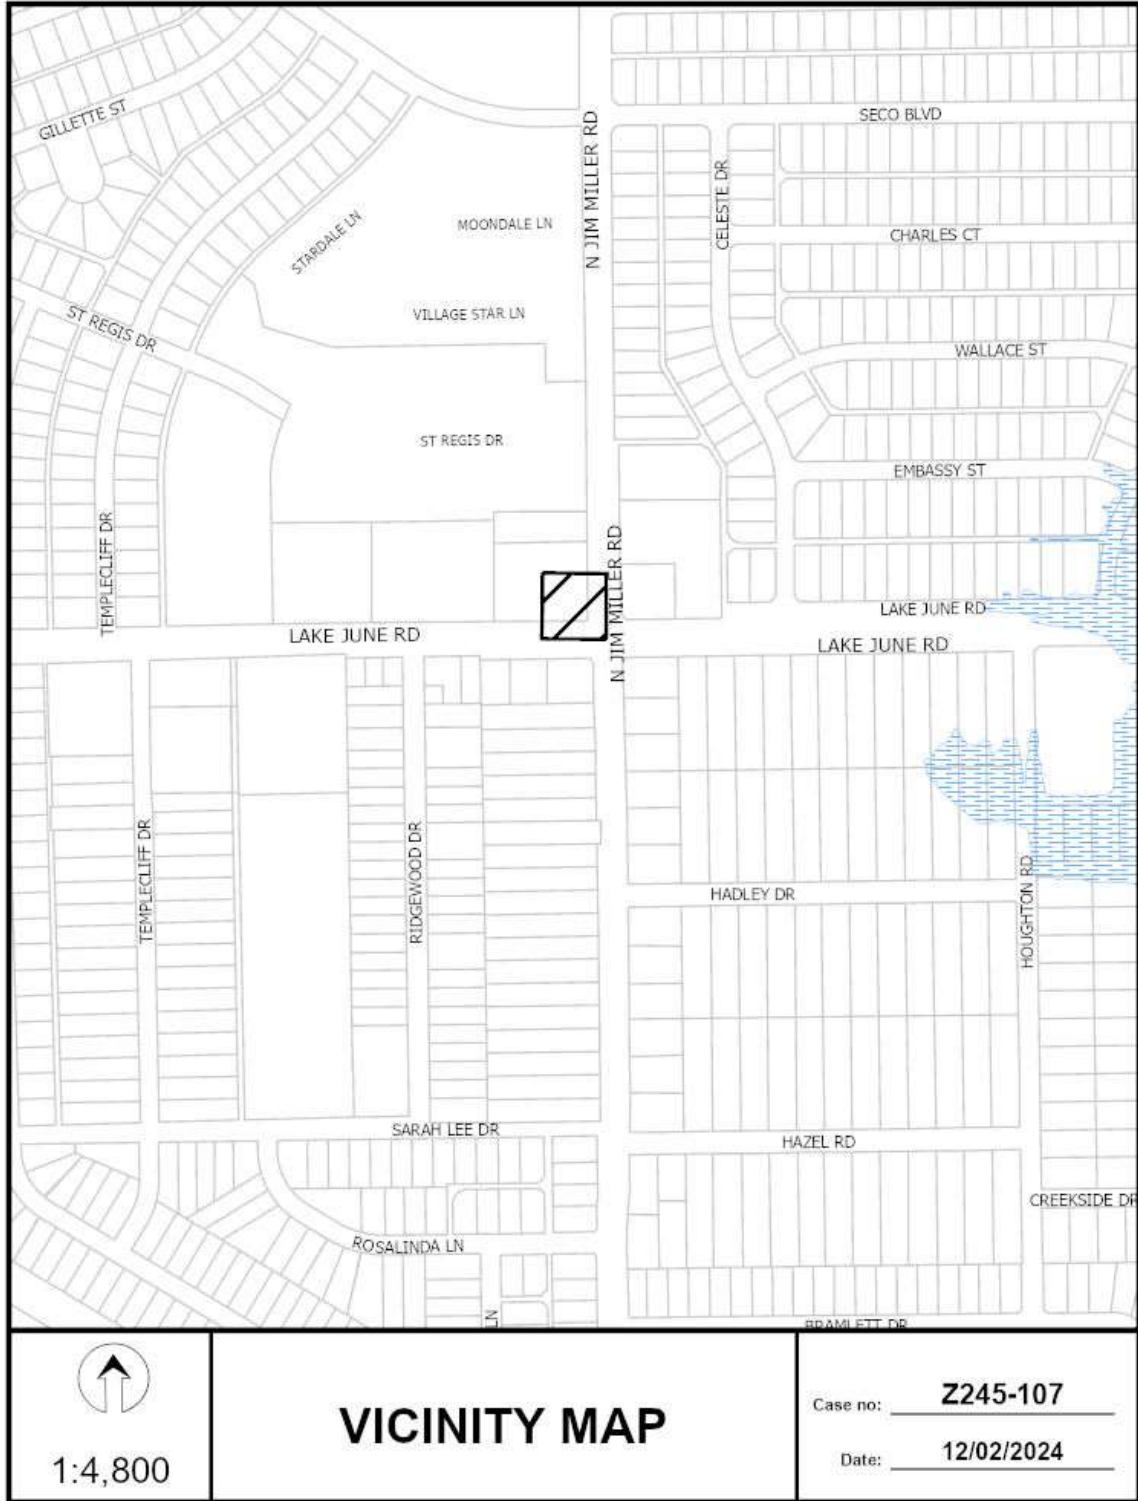 SECO BLVD
GILLETTE ST
N JIM MILLER RD
CELESTE DR
STARDALE LN
MOONDALE LN
CHARLES CT
VILLAGE STAR LN
ST REGIS DR
WALLACE ST
ST REGIS DR
EMBASSY ST
TEMPLECLIFF DR
N JIM MILLER RD
LAKE JUNE RD
LAKE JUNE RD
LAKE JUNE RD
TEMPLECLIFF DR
RIDGEWOOD DR
HADLEY DR
HOUGHTON RD
SARAH LEE DR
HAZEL RD
CREEKSIDE DR
ROSALINDA LN
LN
BRAMLETT DR
1:4,800
VICINITY MAP
Case no: Z245-107
Date: 12/02/2024